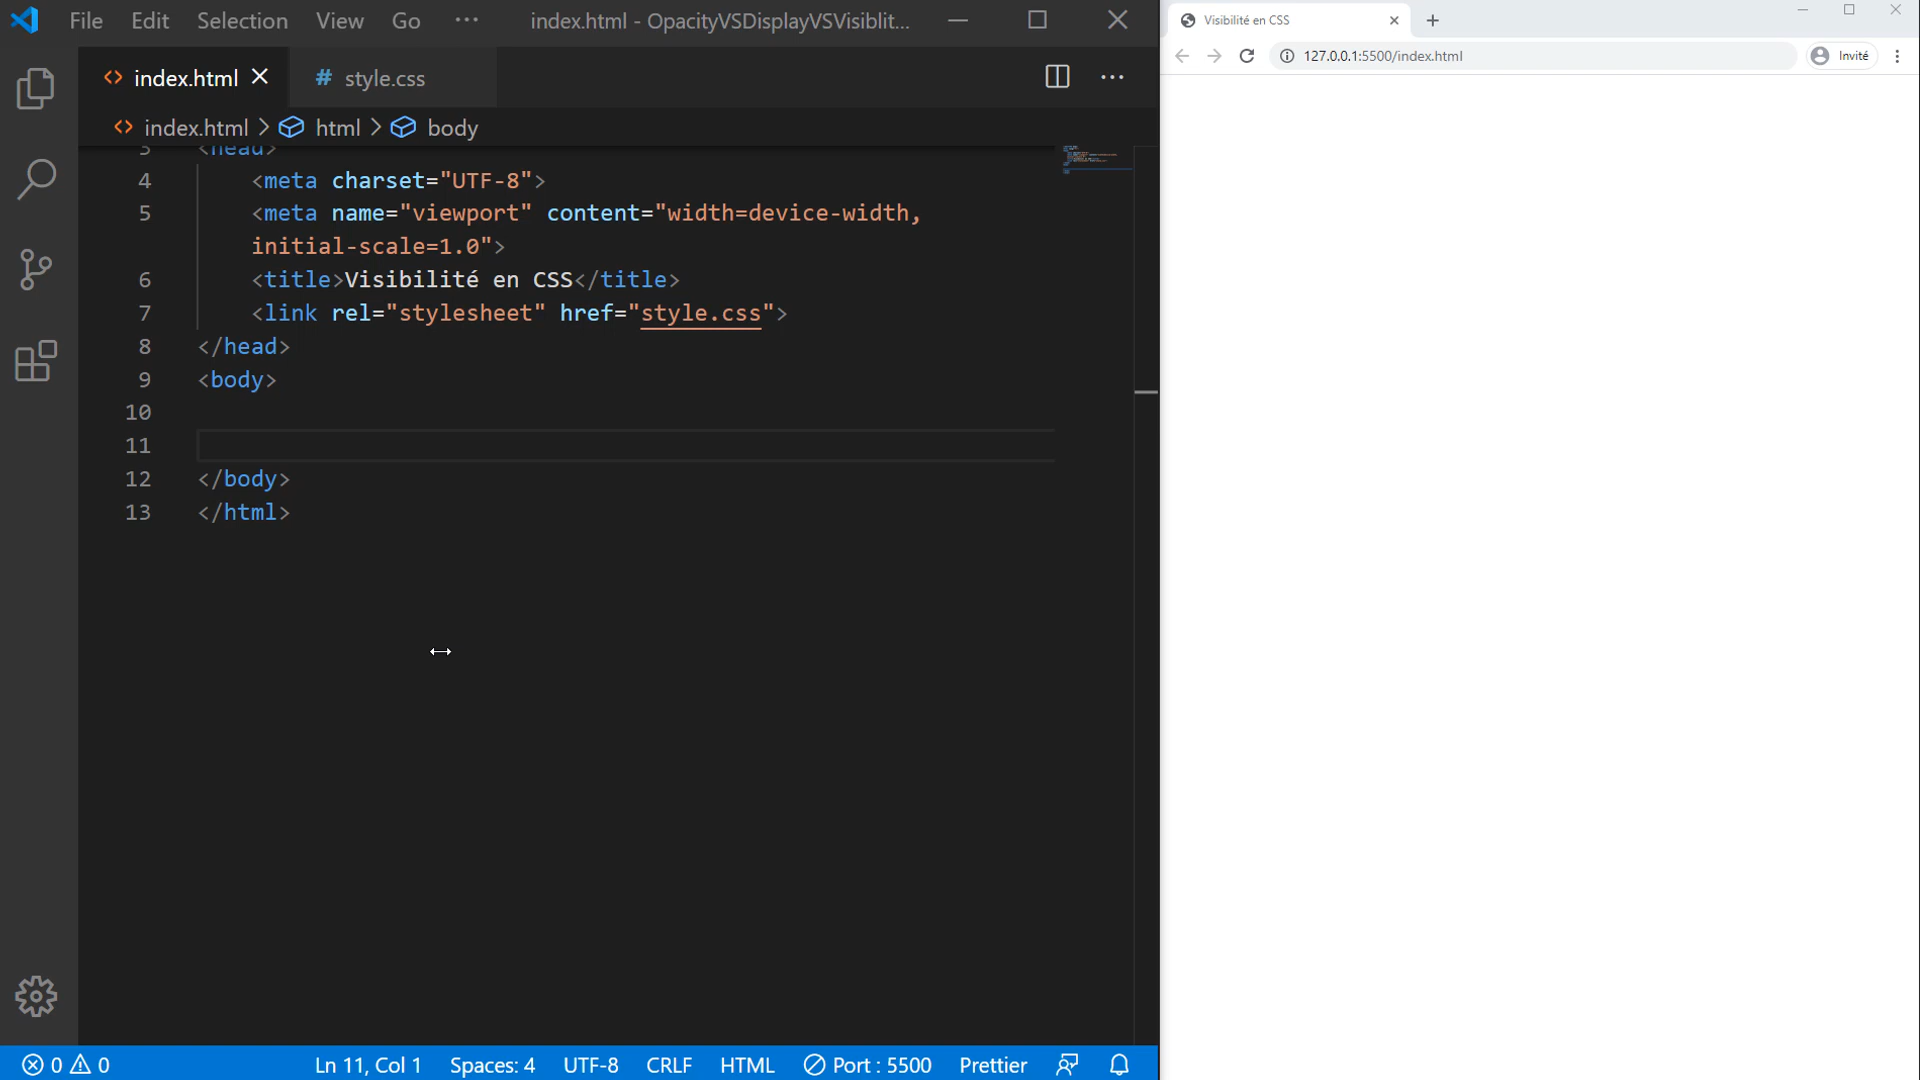 File Edit Selection View Go ··· index.html - OpacityVSDisplayVSVisiblit...
index.html style.css
index.html > html > body
3 <head>
4 <meta charset="UTF-8">
5 <meta name="viewport" content="width=device-width,
initial-scale=1.0">
6 <title>Visibilité en CSS</title>
7 <link rel="stylesheet" href="style.css">
8 </head>
9 <body>
10
11
12 </body>
13 </html>
0 0 Ln 11, Col 1 Spaces: 4 UTF-8 CRLF HTML Port : 5500 Prettier
Visibilité en CSS
127.0.0.1:5500/index.html Invité